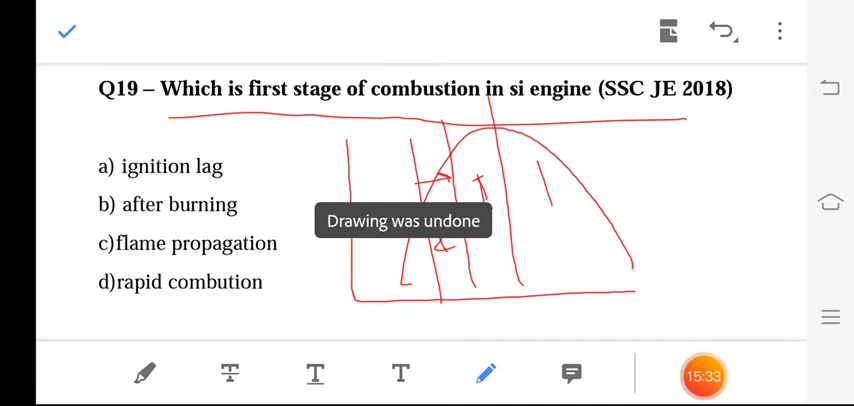 Q19 – Which is first stage of combustion in si engine (SSC JE 2018)
a) ignition lag
b) after burning
Drawing was undone
c)flame propagation
d)rapid combution
T T T
15:33